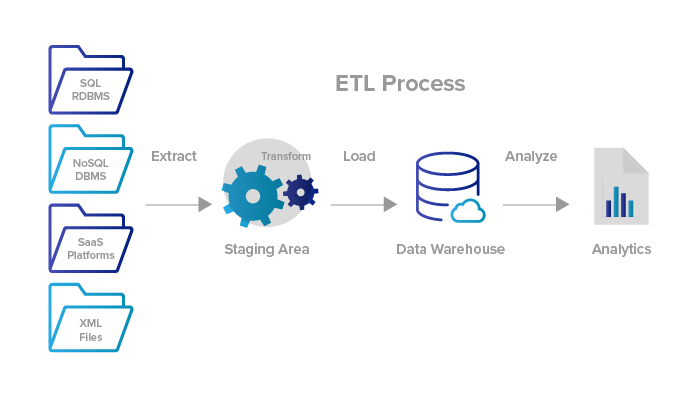 ETL Process
SQL
RDBMS
NoSQL
DBMS
SaaS
Platforms
XML
Files
Extract
Transform
Staging Area
Load
Data Warehouse
Analyze
Analytics